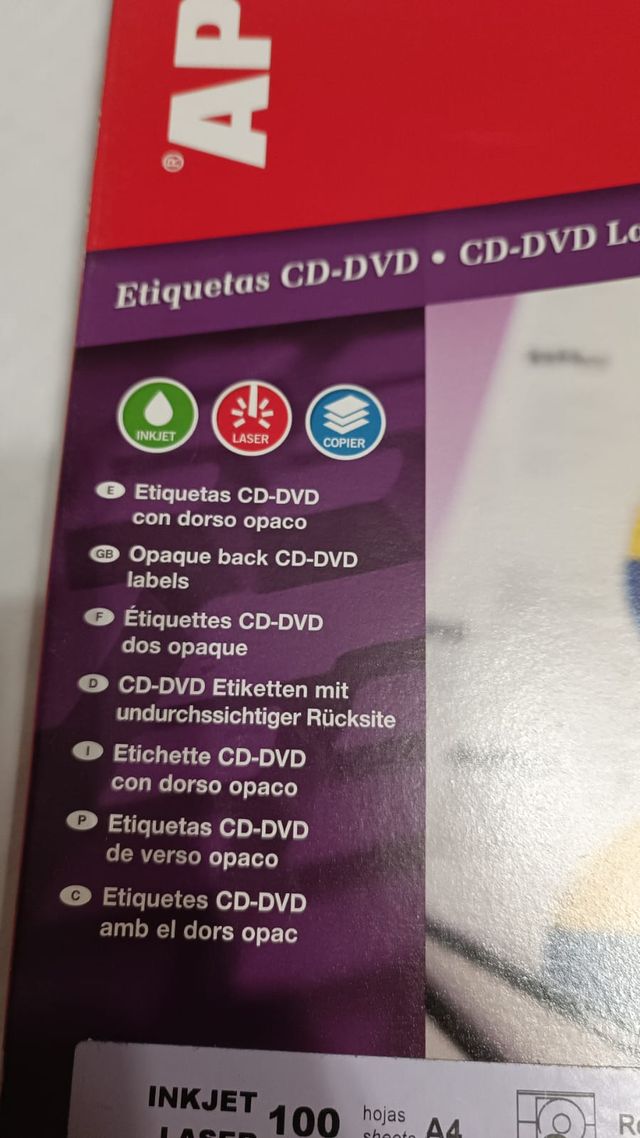 AP
®
Etiquetas CD-DVD • CD-DVD
INKJET
LASER
COPIER
E Etiquetas CD-DVD
con dorso opaco
GB Opaque back CD-DVD
labels
F Étiquettes CD-DVD
dos opaque
D CD-DVD Etiketten mit
undurchssichtiger Rücksite
I Etichette CD-DVD
con dorso opaco
P Etiquetas CD-DVD
de verso opaco
C Etiquetes CD-DVD
amb el dors opac
INKJET 100 hojas A4
LASER sheets